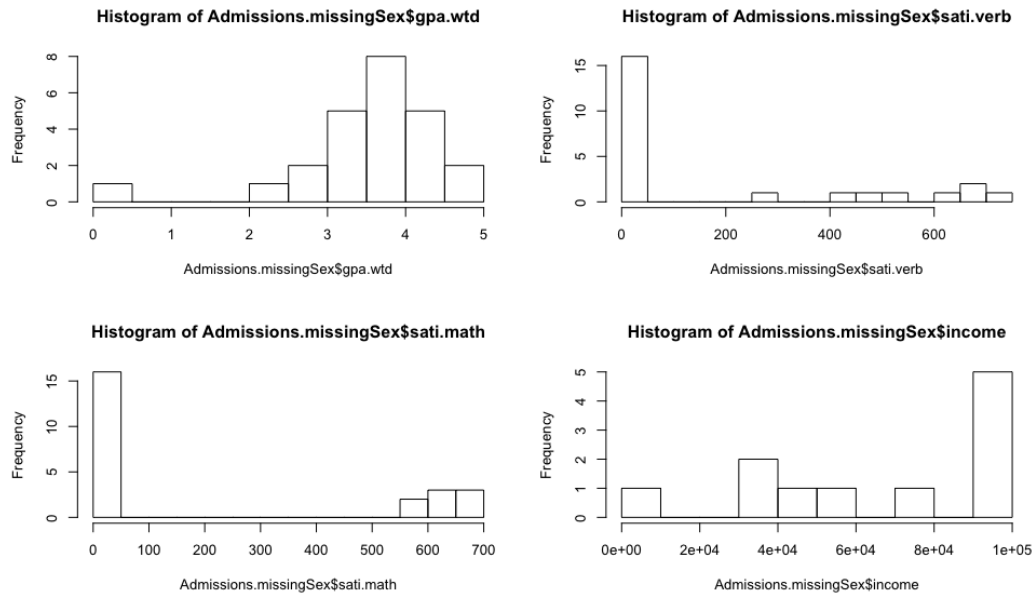 Histogram of Admissions.missingSex$gpa.wtd
Frequency
0 2 4 6 8
0 1 2 3 4 5
Admissions.missingSex$gpa.wtd
Histogram of Admissions.missingSex$sati.verb
Frequency
0 5 10 15
0 200 400 600
Admissions.missingSex$sati.verb
Histogram of Admissions.missingSex$sati.math
Frequency
0 5 10 15
0 100 200 300 400 500 600 700
Admissions.missingSex$sati.math
Histogram of Admissions.missingSex$income
Frequency
0 1 2 3 4 5
0e+00 2e+04 4e+04 6e+04 8e+04 1e+05
Admissions.missingSex$income